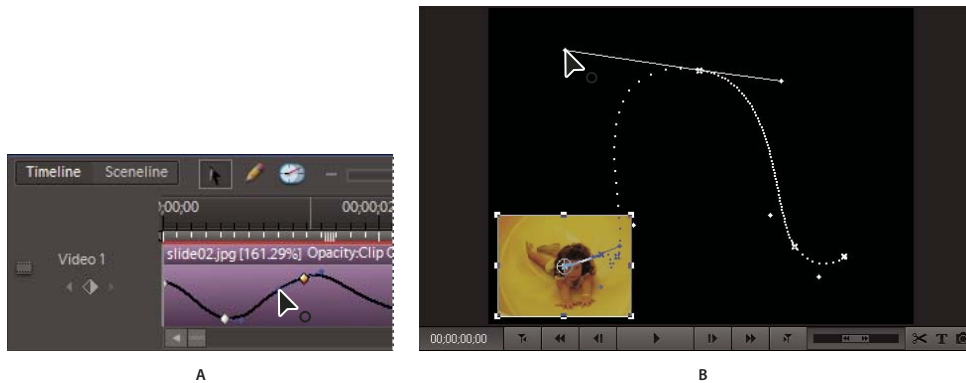 Timeline Sceneline
;00;00 00;00;02
slide02.jpg [161.29%] Opacity:Clip
Video 1
00;00;00;00
T
A B